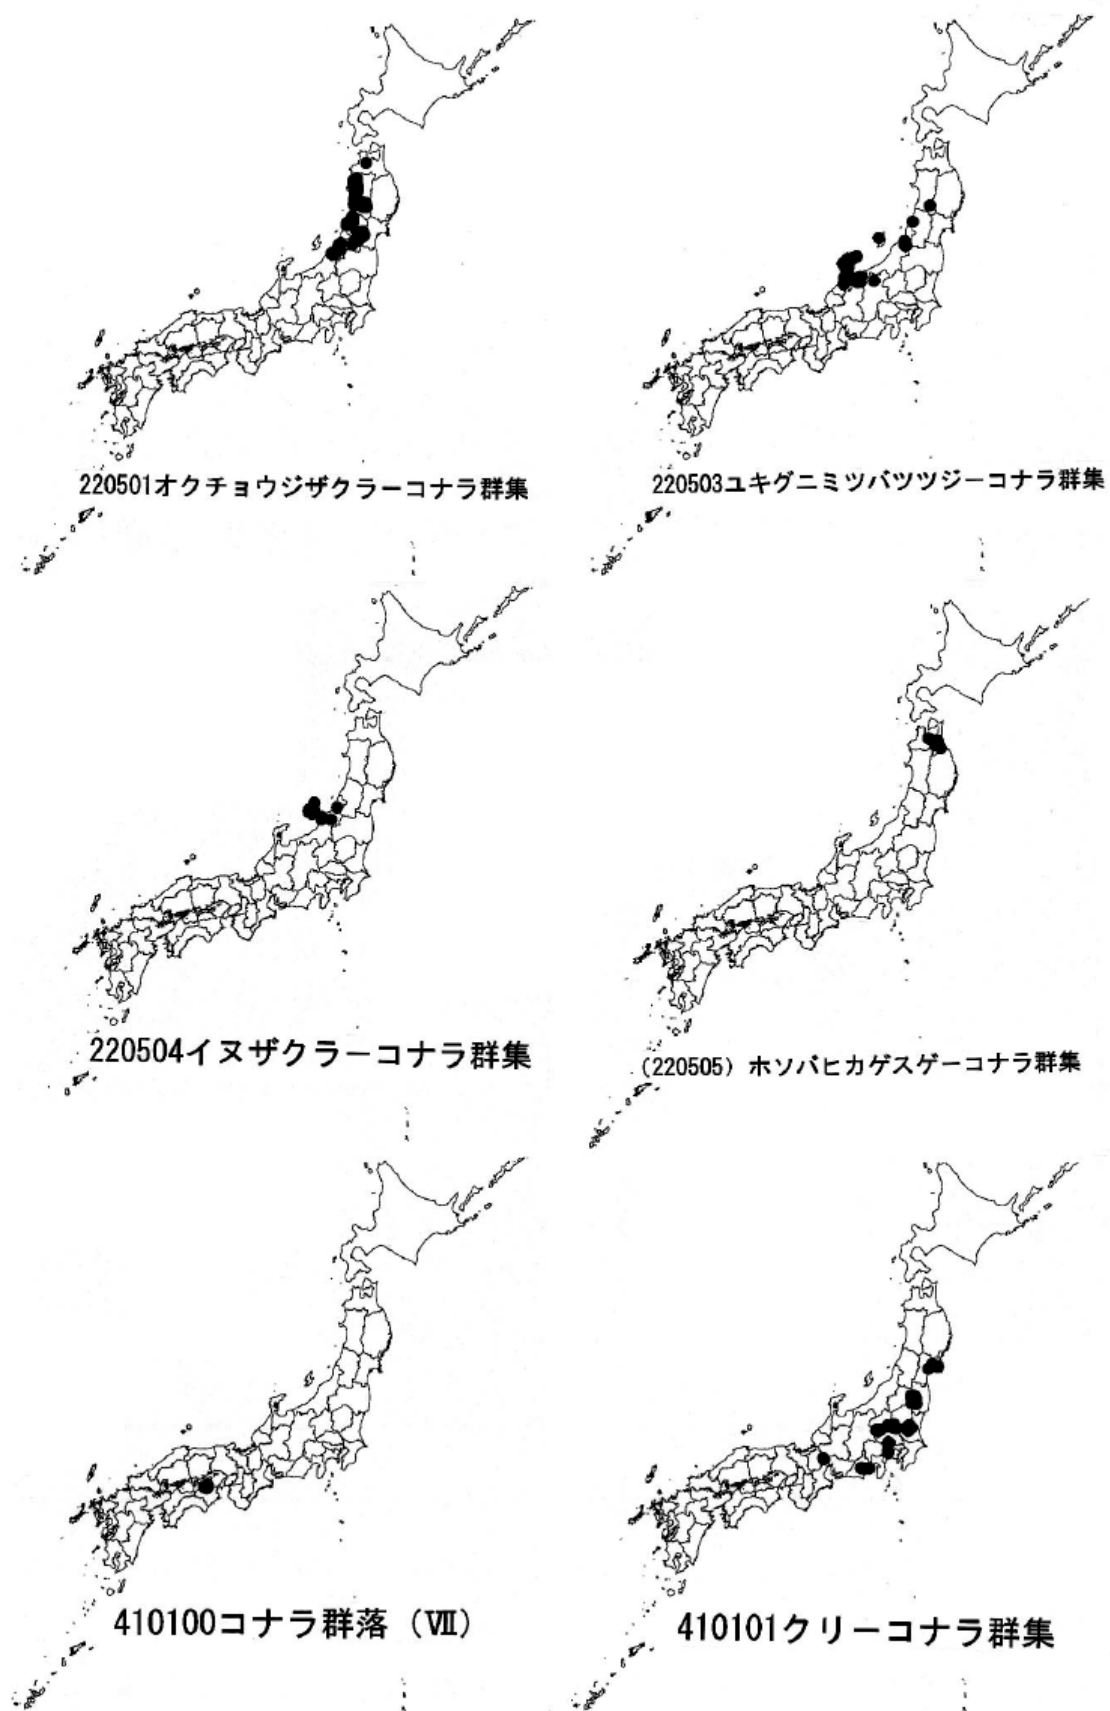 220501オクチョウジザクラーコナラ群集
220503ユキグニミツバツツジーコナラ群集
220504イヌザクラーコナラ群集
(220505) ホソバヒカゲスゲーコナラ群集
410100コナラ群落 (Ⅶ)
410101クリーコナラ群集